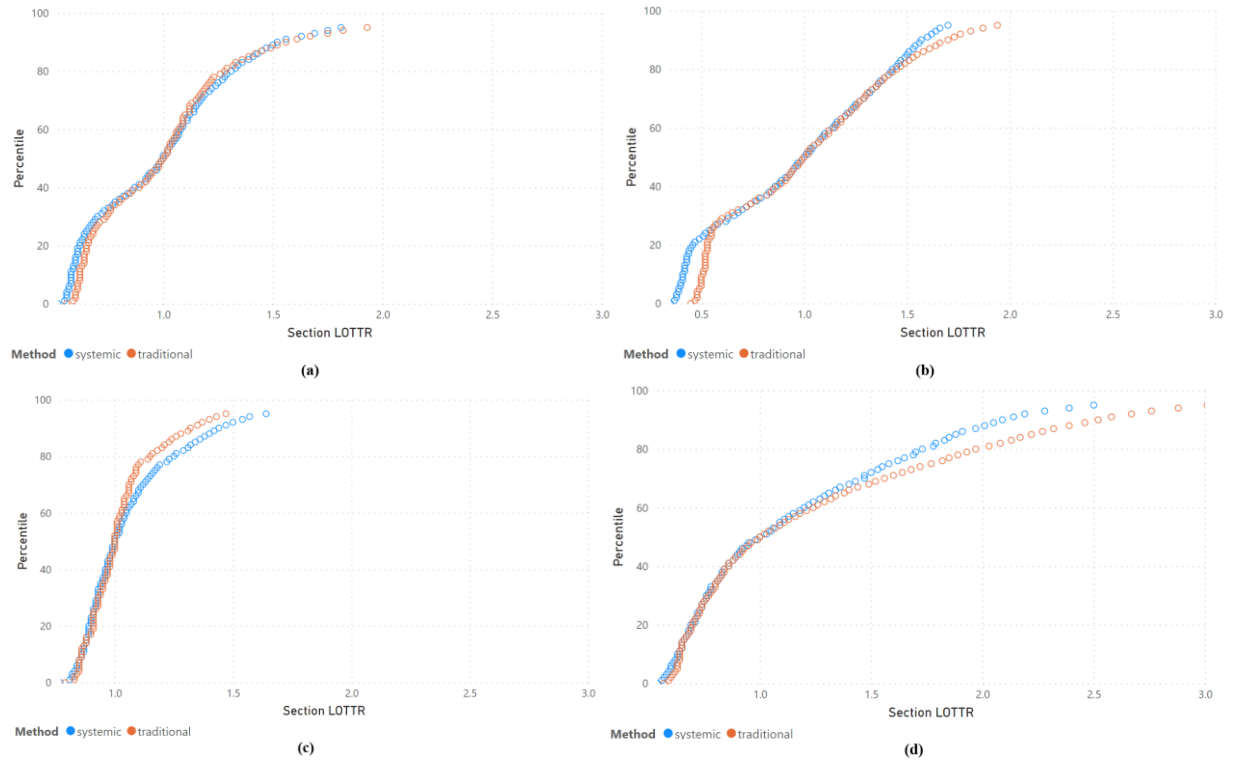 100
80
60
40
20
0
Percentile
1.0 1.5 2.0 2.5 3.0
Section LOTTR
Method systemic traditional
(a)
100
80
60
40
20
0
Percentile
0.5 1.0 1.5 2.0 2.5 3.0
Section LOTTR
Method systemic traditional
(b)
100
80
60
40
20
0
Percentile
1.0 1.5 2.0 2.5 3.0
Section LOTTR
Method systemic traditional
(c)
100
80
60
40
20
0
Percentile
1.0 1.5 2.0 2.5 3.0
Section LOTTR
Method systemic traditional
(d)